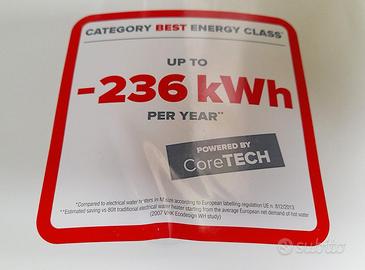 CATEGORY BEST ENERGY CLASS*
UP TO
-236 kWh
PER YEAR**
POWERED BY
CoreTECH
*Compared to electrical water heaters in M size according to European labelling regulation UE n. 812/2013
**Estimated saving vs 80lt traditional electrical water heater starting from the average European net demand of hot water
(2007 VHK Ecodesign WH study)
subito